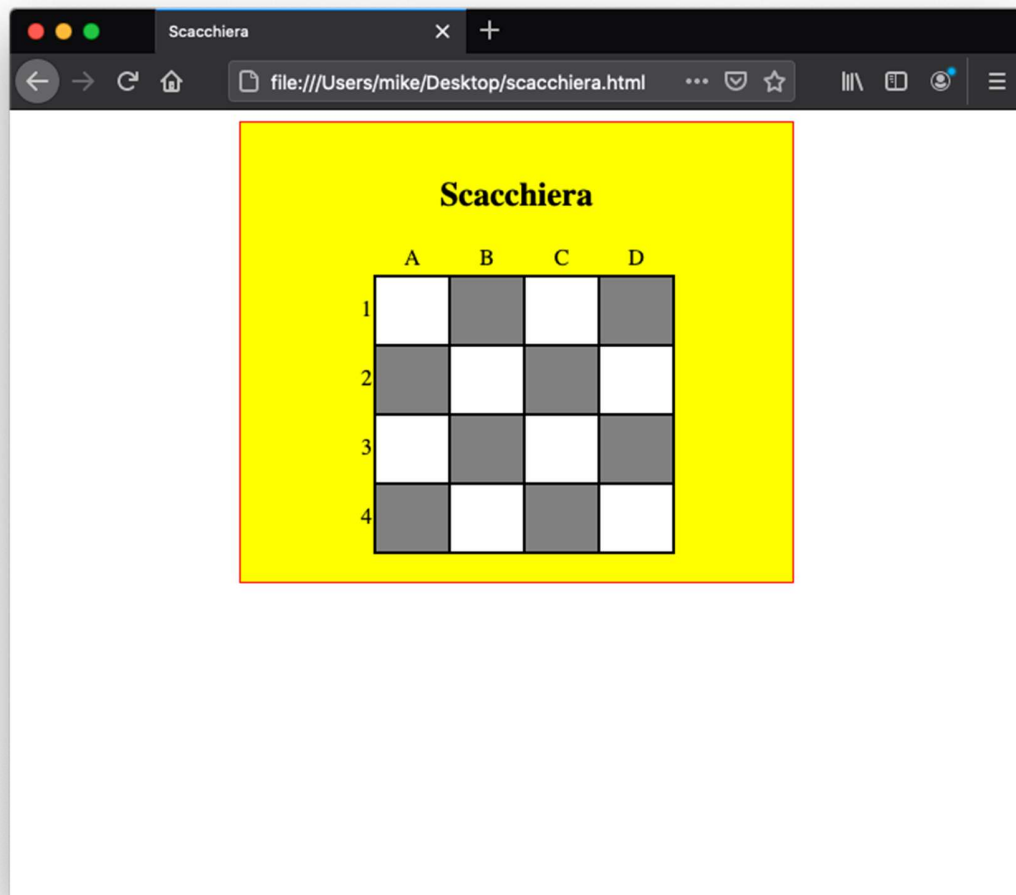 Scacchiera
file:///Users/mike/Desktop/scacchiera.html
Scacchiera
A B C D
1
2
3
4